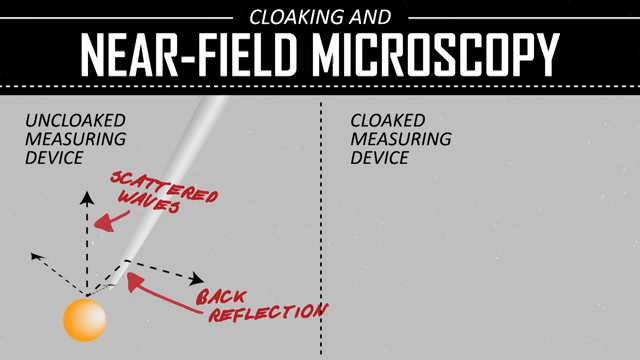 CLOAKING AND
NEAR-FIELD MICROSCOPY
UNCLOAKED
MEASURING
DEVICE
SCATTERED
WAVES
BACK
REFLECTION
CLOAKED
MEASURING
DEVICE